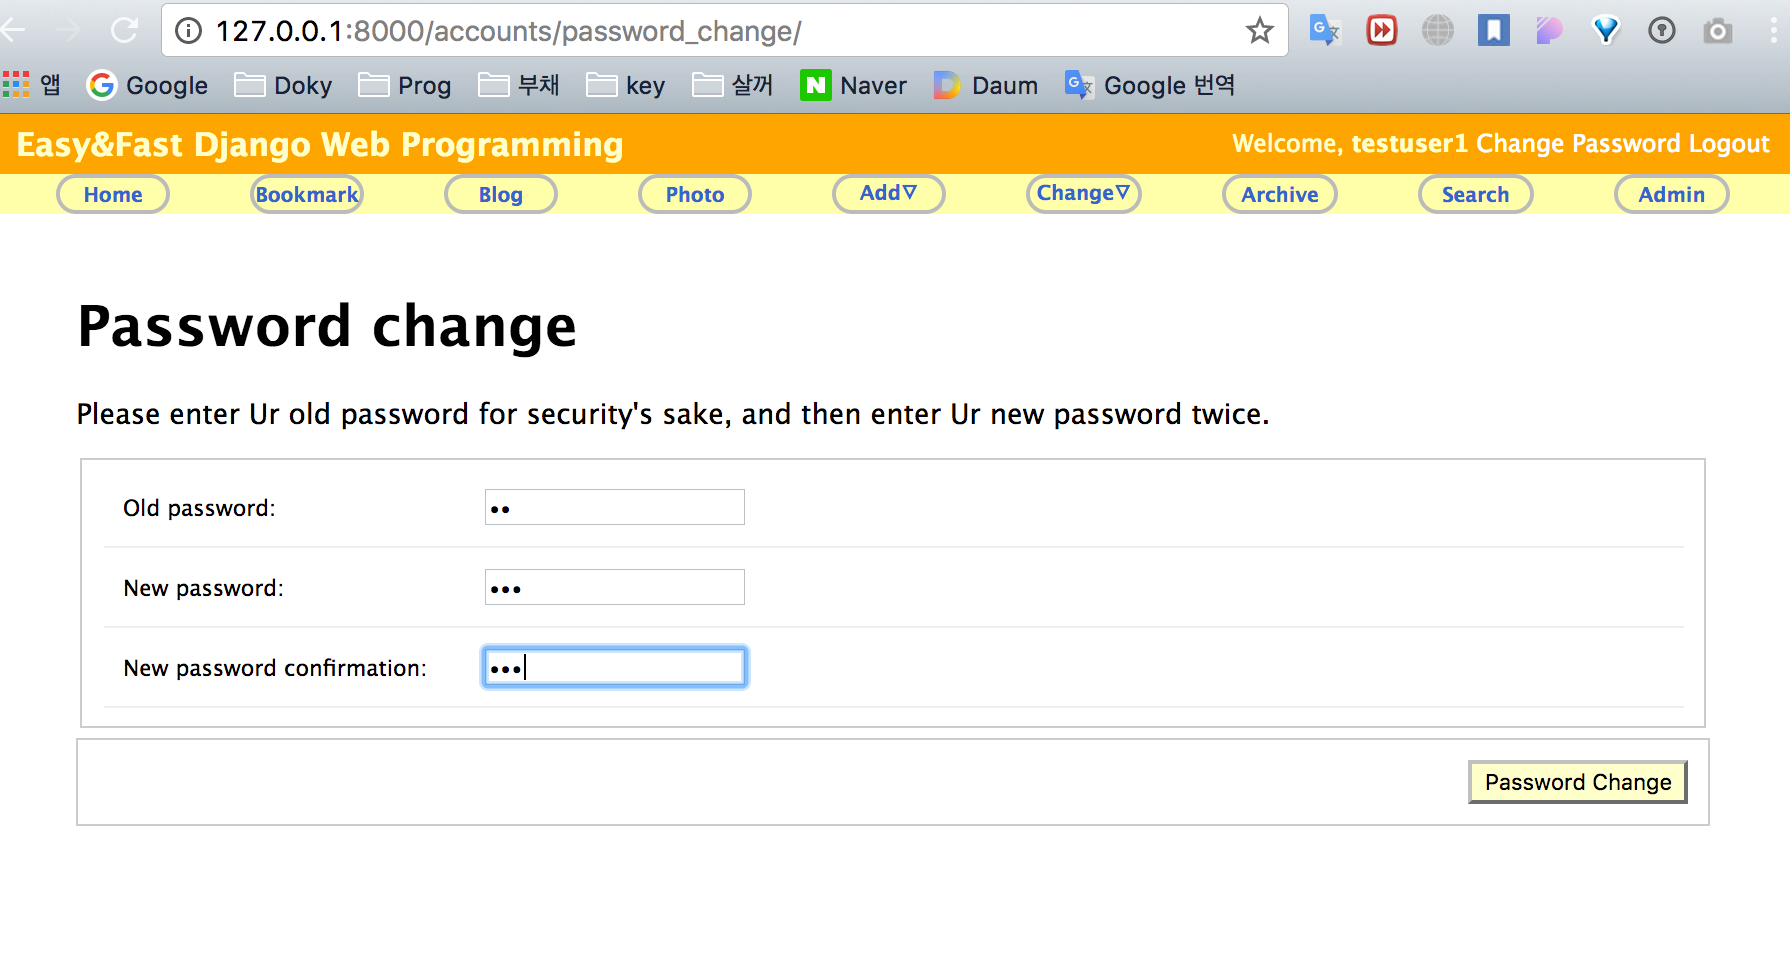 127.0.0.1:8000/accounts/password_change/
앱 Google Doky Prog 부채 key 살꺼 N Naver Daum Google 번역
Easy&Fast Django Web Programming Welcome, testuser1 Change Password Logout
Home Bookmark Blog Photo Add▽ Change▽ Archive Search Admin
Password change
Please enter Ur old password for security's sake, and then enter Ur new password twice.
Old password: ••
New password: •••
New password confirmation: •••
Password Change